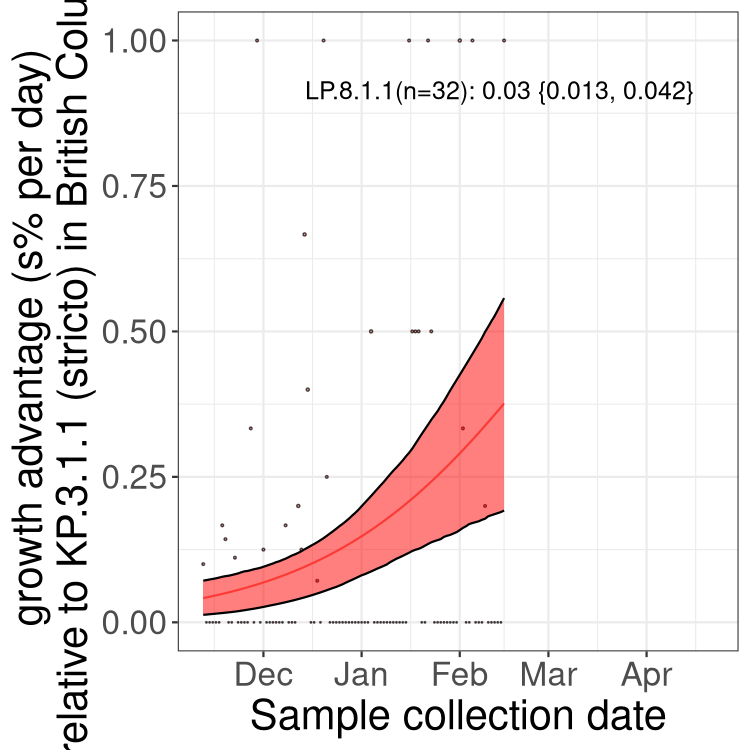 growth advantage (s% per day)
relative to KP.3.1.1 (stricto) in British Colu
1.00
0.75
0.50
0.25
0.00
LP.8.1.1(n=32): 0.03 {0.013, 0.042}
Dec Jan Feb Mar Apr
Sample collection date